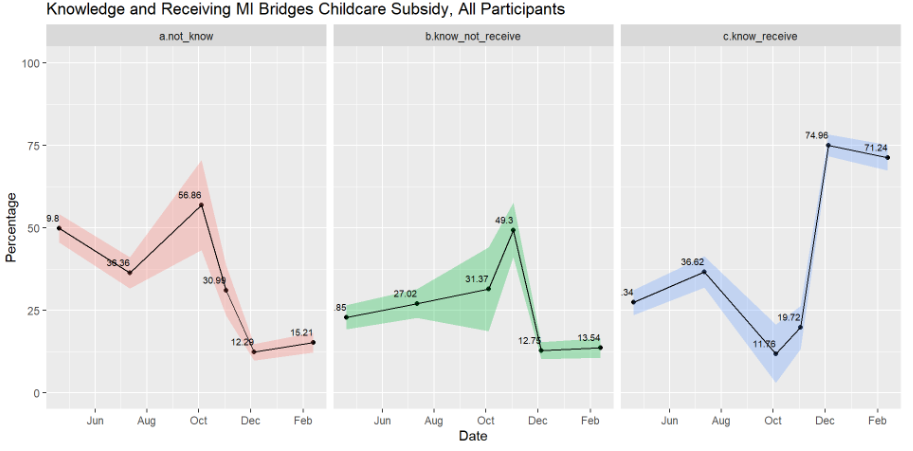 Knowledge and Receiving MI Bridges Childcare Subsidy, All Participants
a.not_know
b.know_not_receive
c.know_receive
100
75
50
25
0
Percentage
9.8
36.36
56.86
30.99
12.29
15.21
.85
27.02
31.37
49.3
12.75
13.54
.34
36.62
11.76
19.72
74.96
71.24
Jun Aug Oct Dec Feb
Jun Aug Oct Dec Feb
Jun Aug Oct Dec Feb
Date